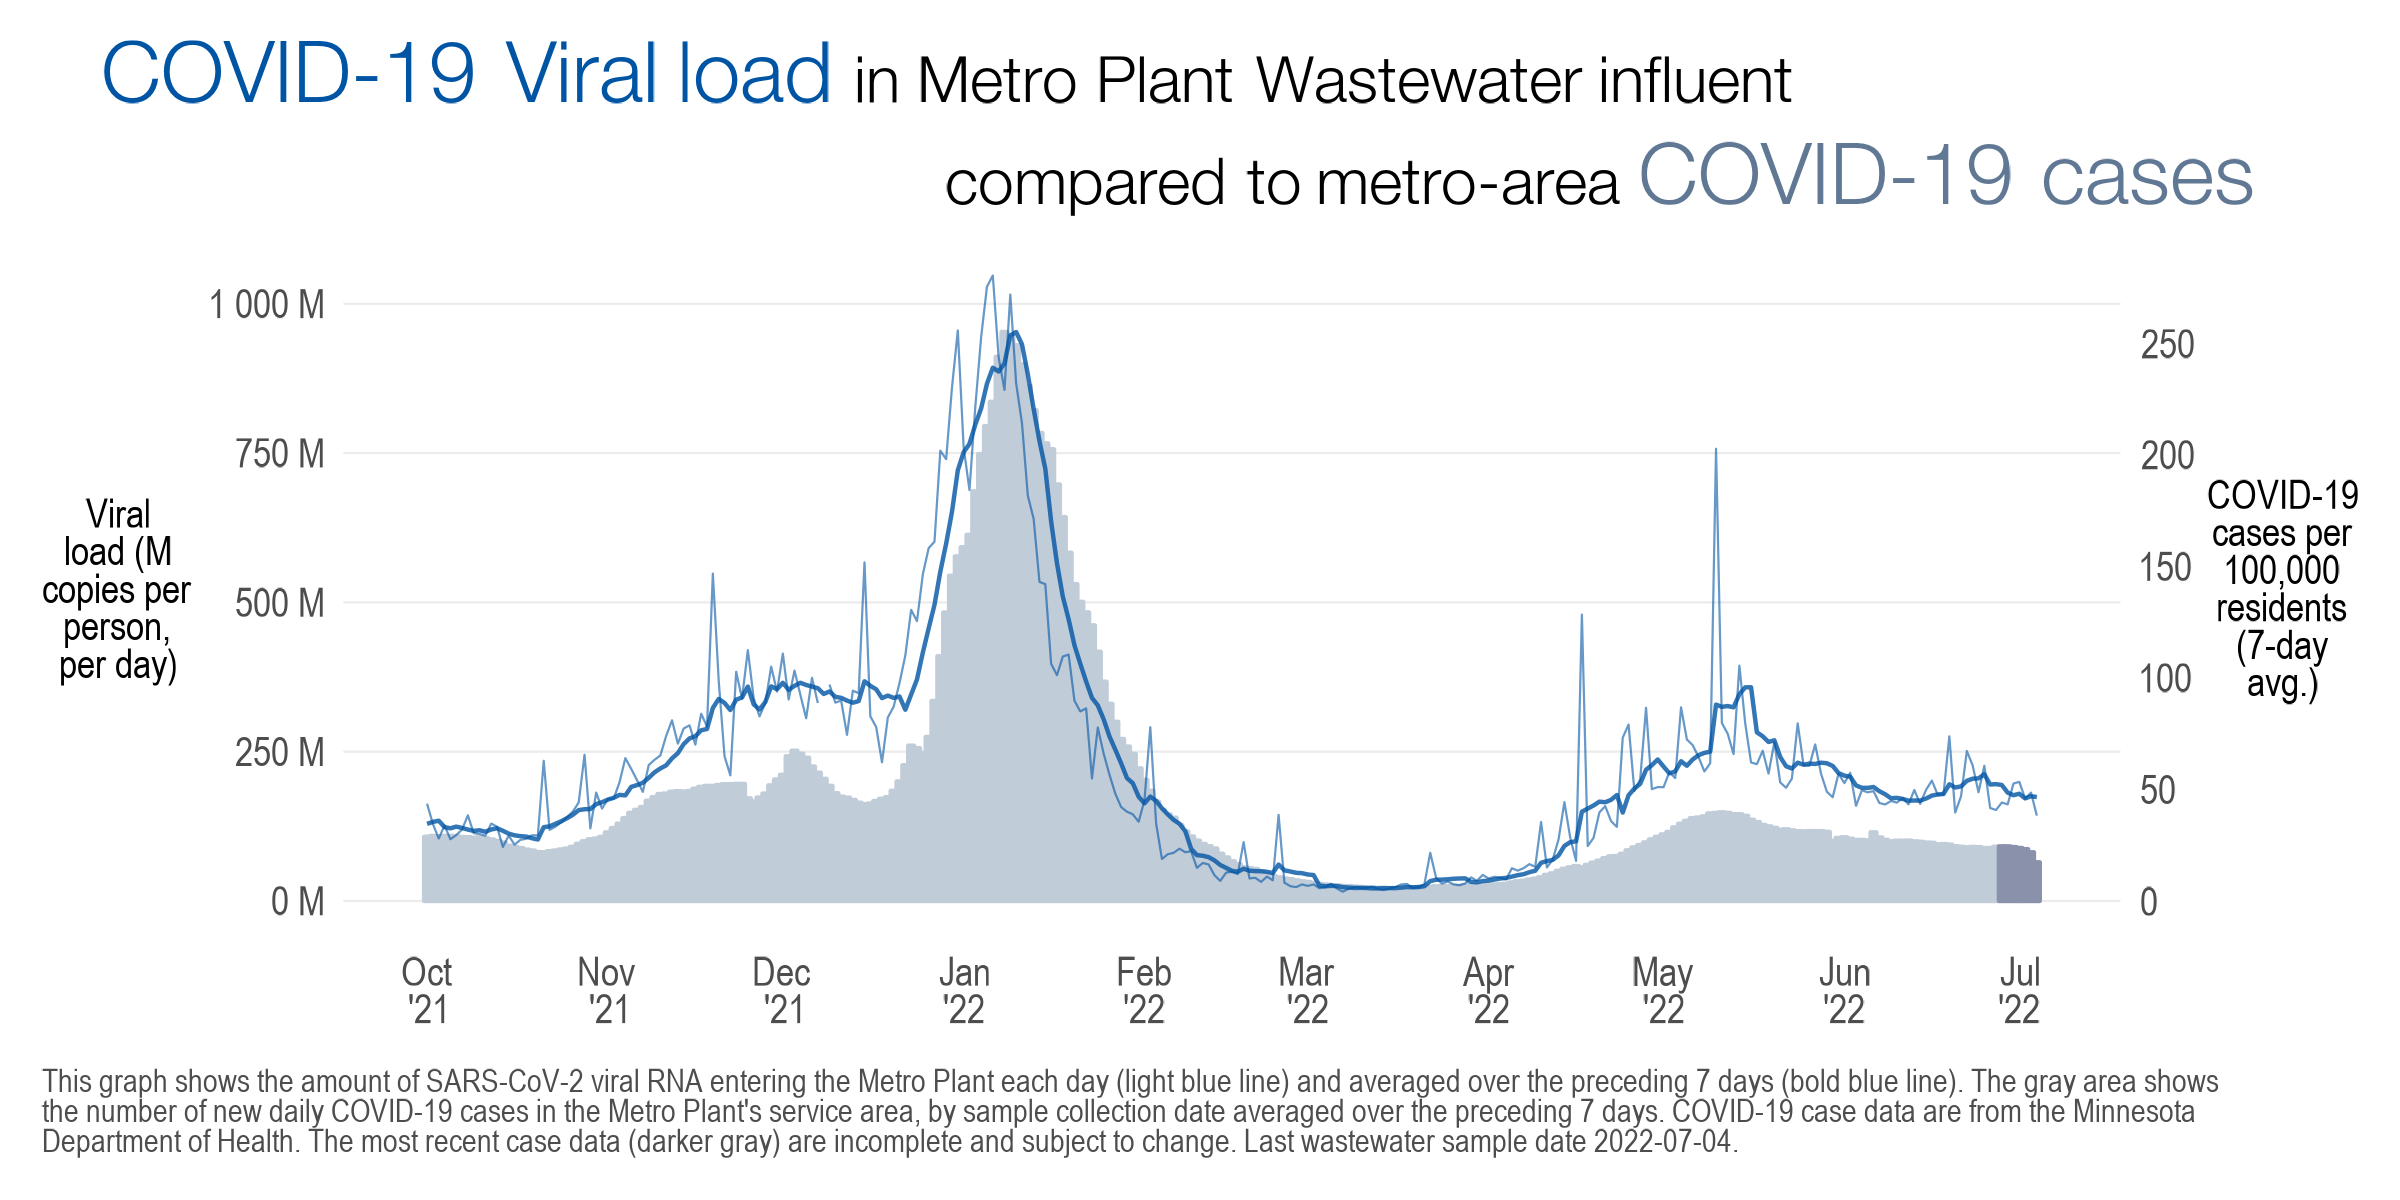 COVID-19 Viral load in Metro Plant Wastewater influent
compared to metro-area COVID-19 cases
1 000 M
750 M
500 M
250 M
0 M
Viral
load (M
copies per
person,
per day)
250
200
150
100
50
0
COVID-19
cases per
100,000
residents
(7-day
avg.)
Oct
'21
Nov
'21
Dec
'21
Jan
'22
Feb
'22
Mar
'22
Apr
'22
May
'22
Jun
'22
Jul
'22
This graph shows the amount of SARS-CoV-2 viral RNA entering the Metro Plant each day (light blue line) and averaged over the preceding 7 days (bold blue line). The gray area shows
the number of new daily COVID-19 cases in the Metro Plant's service area, by sample collection date averaged over the preceding 7 days. COVID-19 case data are from the Minnesota
Department of Health. The most recent case data (darker gray) are incomplete and subject to change. Last wastewater sample date 2022-07-04.